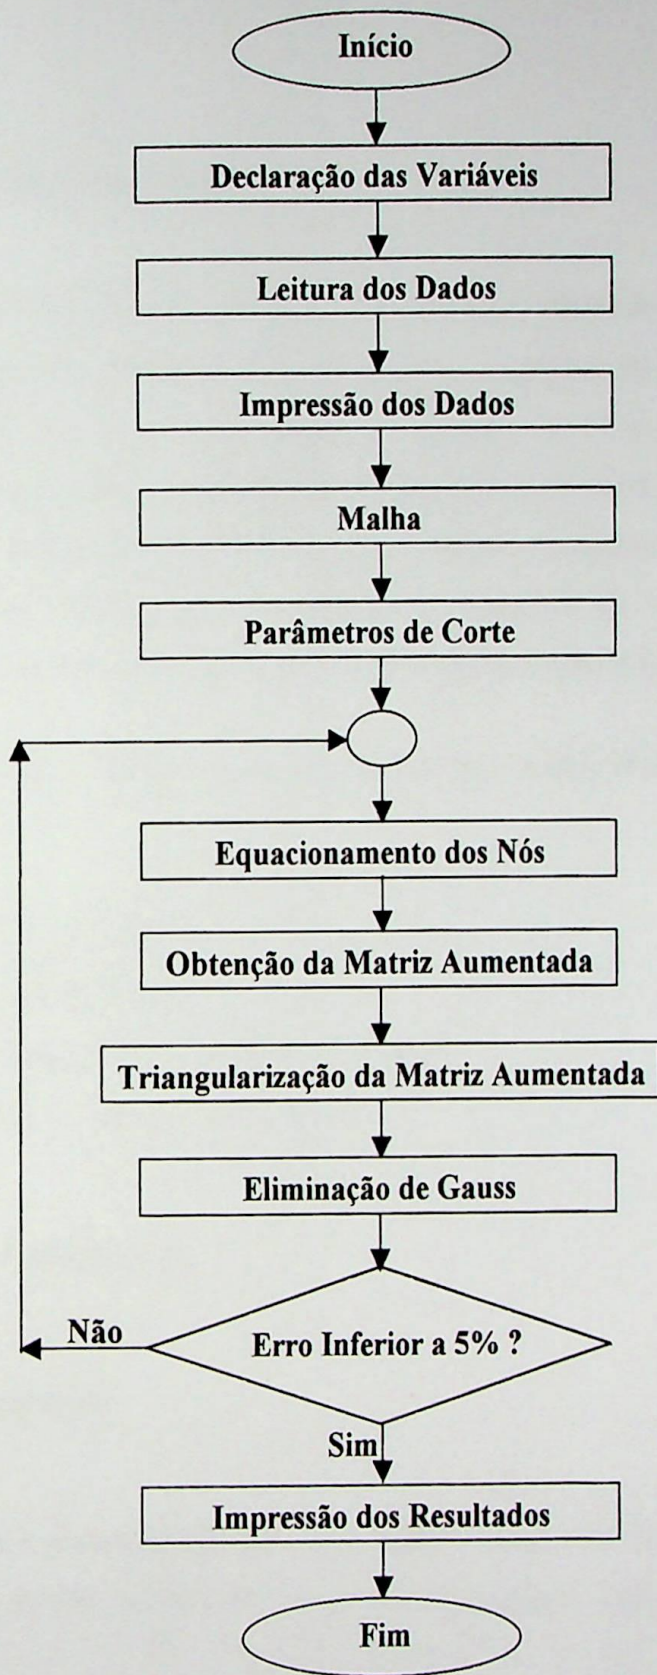 Início
Declaração das Variáveis
Leitura dos Dados
Impressão dos Dados
Malha
Parâmetros de Corte
Equacionamento dos Nós
Obtenção da Matriz Aumentada
Triangularização da Matriz Aumentada
Eliminação de Gauss
Não
Erro Inferior a 5% ?
Sim
Impressão dos Resultados
Fim